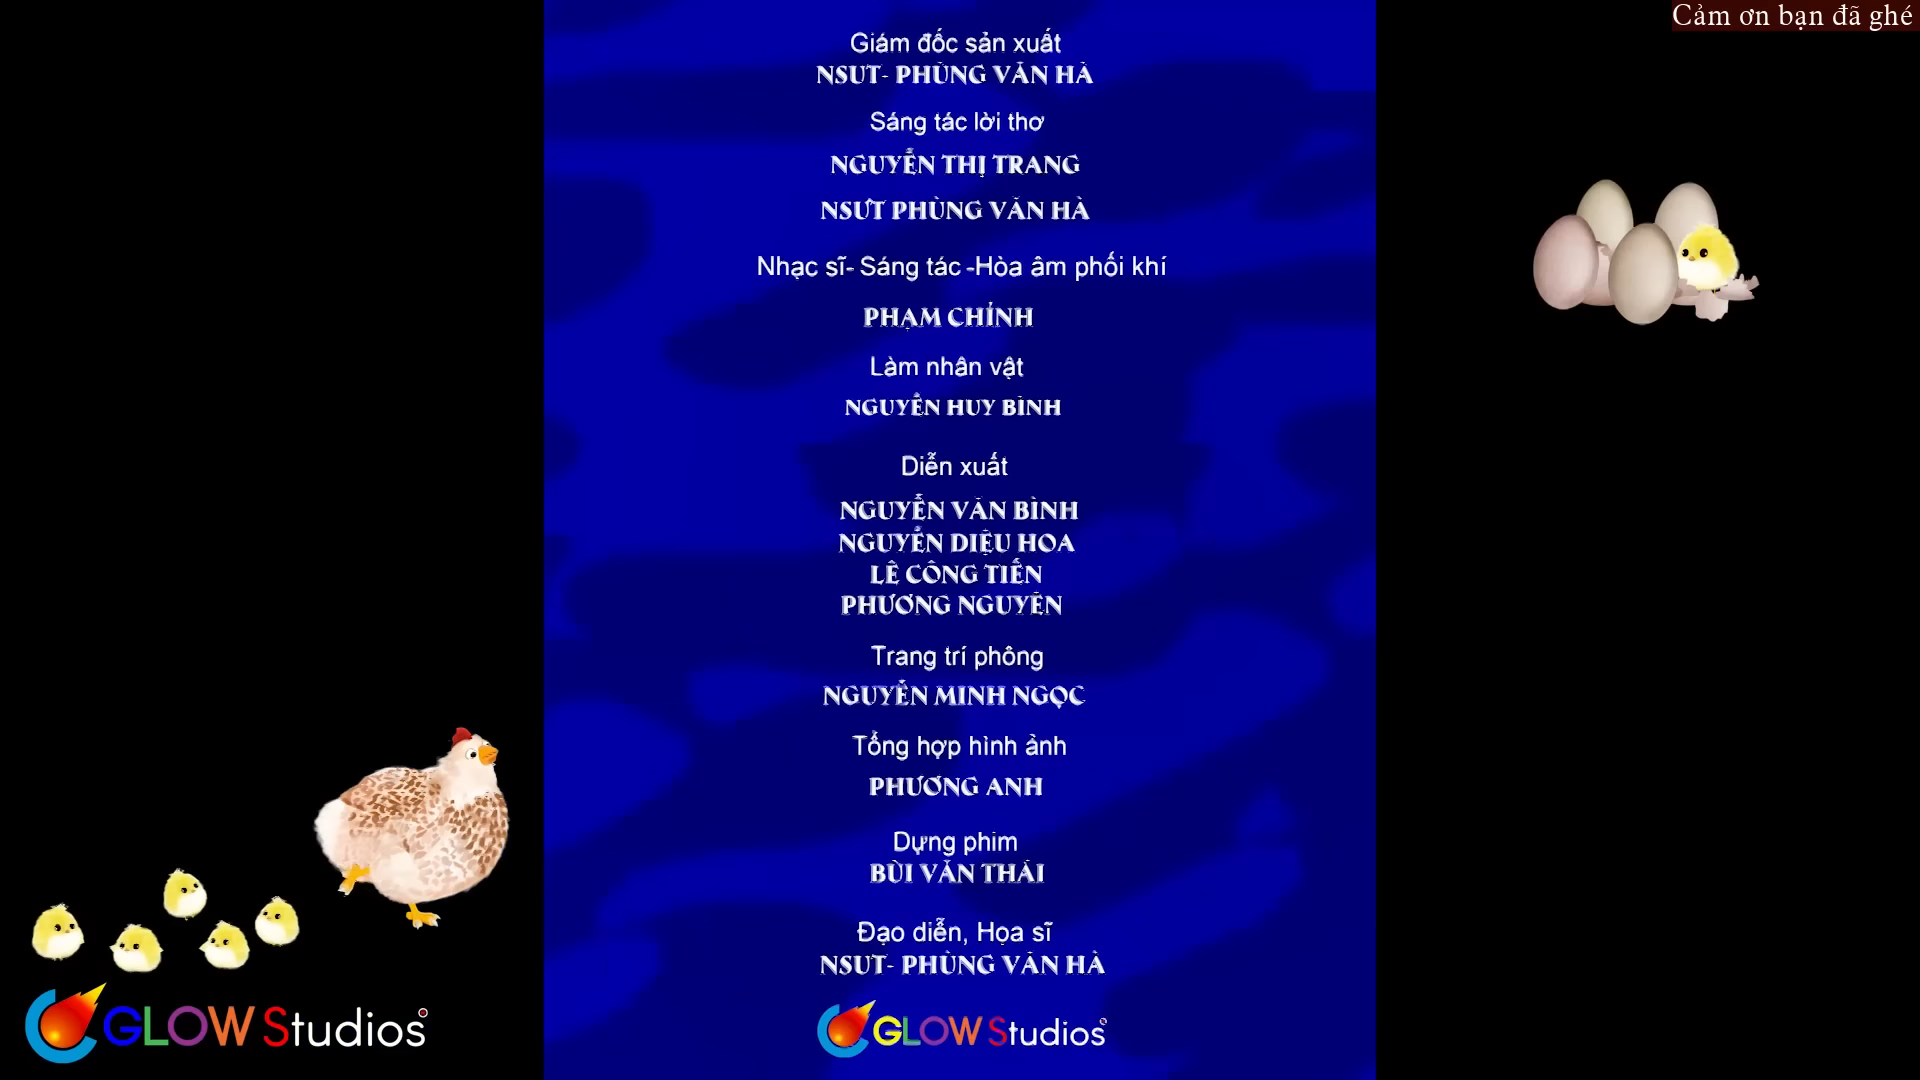 Cảm ơn bạn đã ghé
Giám đốc sản xuất
NSUT- PHÙNG VĂN HÀ
Sáng tác lời thơ
NGUYỄN THỊ TRANG
NSƯT PHÙNG VĂN HÀ
Nhạc sĩ- Sáng tác -Hòa âm phối khí
PHẠM CHỈNH
Làm nhân vật
NGUYỄN HUY BÌNH
Diễn xuất
NGUYỄN VĂN BÌNH
NGUYỄN DIỆU HOA
LÊ CÔNG TIẾN
PHƯƠNG NGUYÊN
Trang trí phông
NGUYỄN MINH NGỌC
Tổng hợp hình ảnh
PHƯƠNG ANH
Dựng phim
BÙI VĂN THÁI
Đạo diễn, Họa sĩ
NSUT- PHÙNG VĂN HÀ
GLOW Studios
GLOW Studios